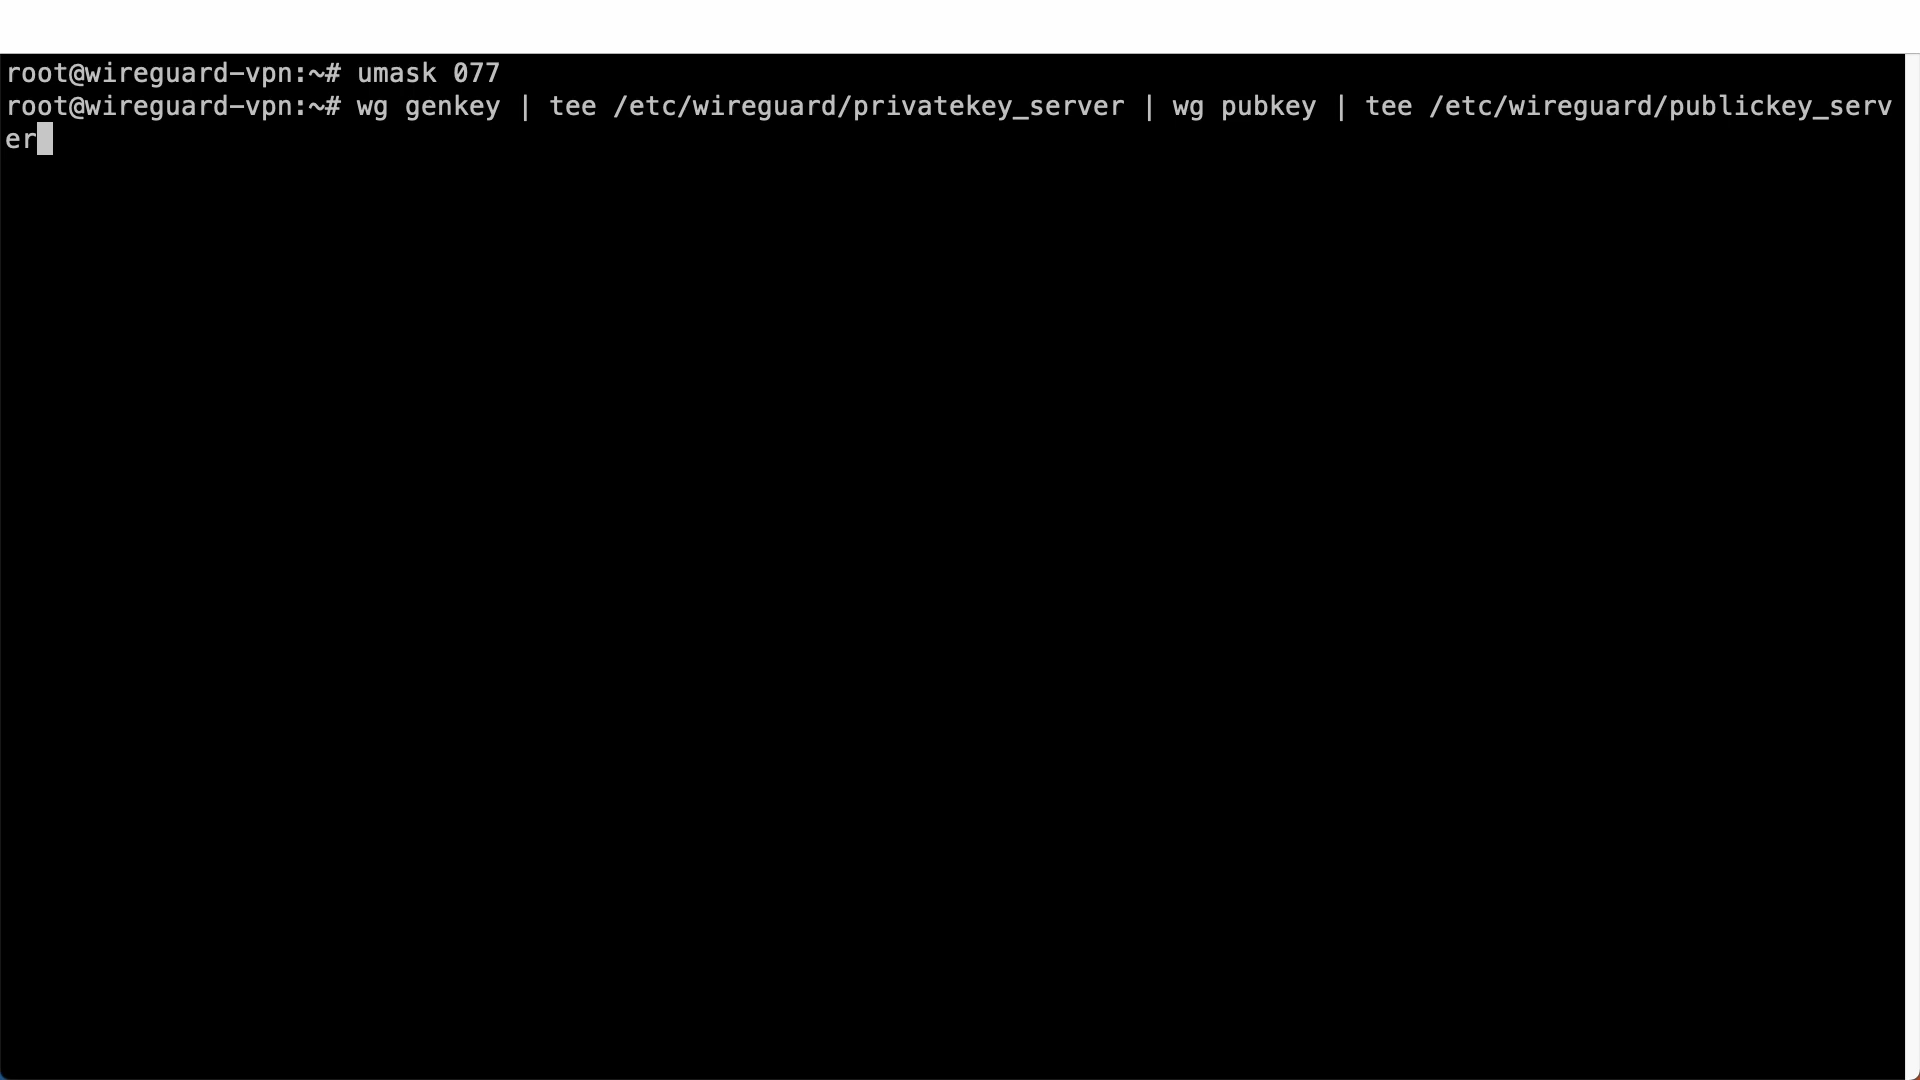 root@wireguard-vpn:~# umask 077
root@wireguard-vpn:~# wg genkey | tee /etc/wireguard/privatekey_server | wg pubkey | tee /etc/wireguard/publickey_serv
er